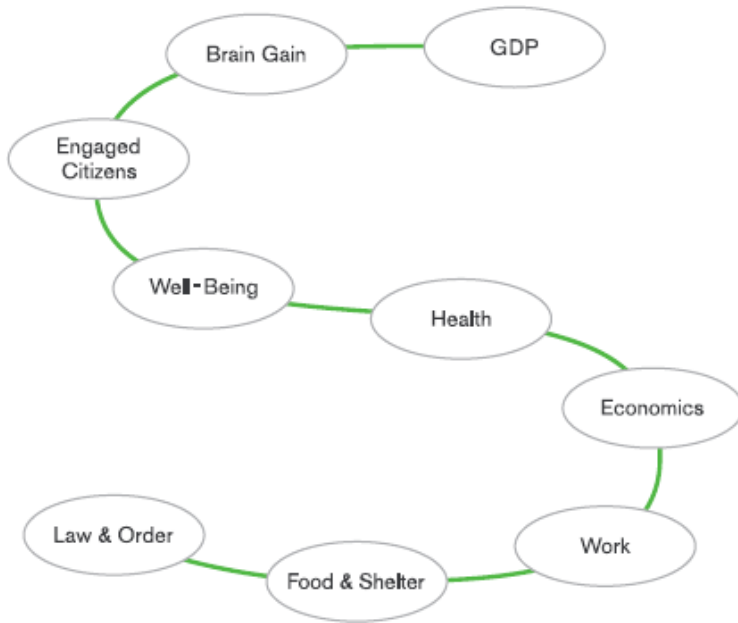 Brain Gain
GDP
Engaged
Citizens
Well-Being
Health
Economics
Law & Order
Food & Shelter
Work